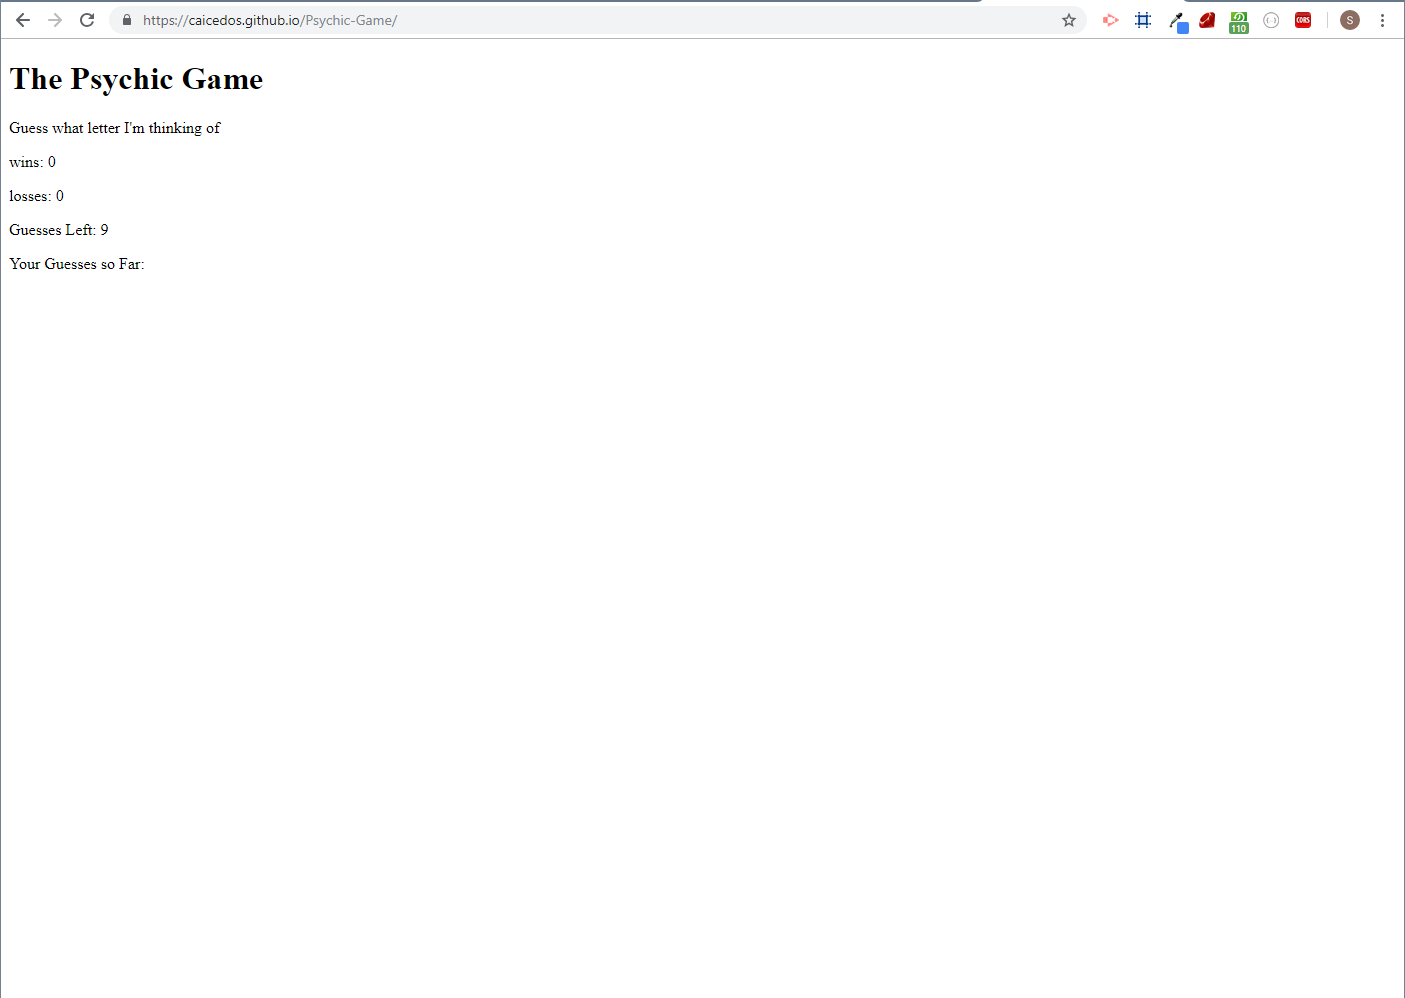 https://caicedos.github.io/Psychic-Game/
110
CORS
S
The Psychic Game
Guess what letter I'm thinking of
wins: 0
losses: 0
Guesses Left: 9
Your Guesses so Far: